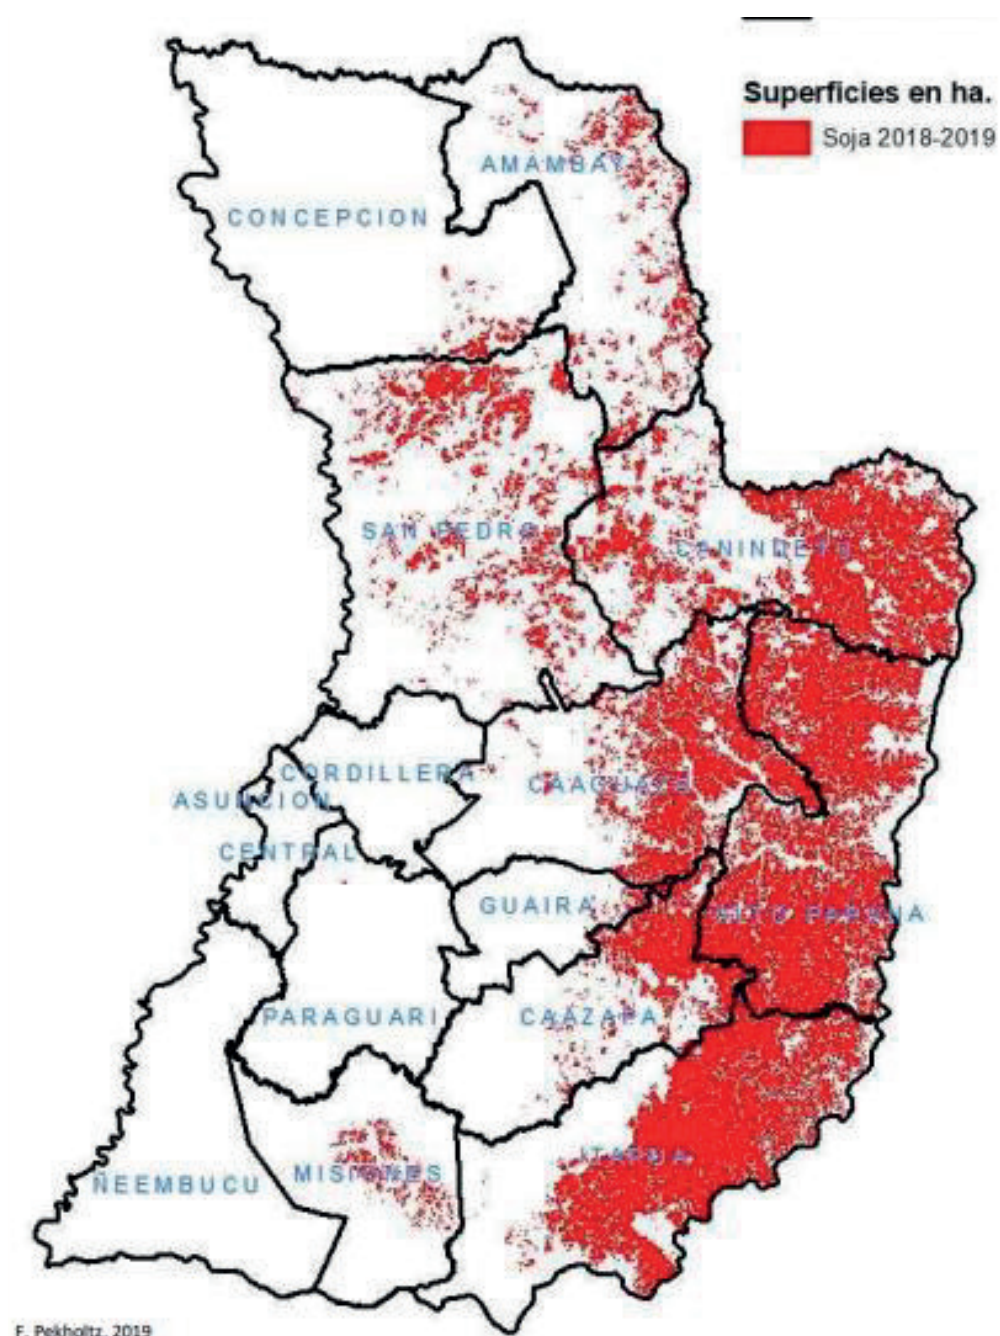 Superficies en ha.
Soja 2018-2019
AMAMBAY
CONCEPCION
SAN PEDRO
CANINDEYU
CORDILLERA
CAAGUAZU
ASUNCION
CENTRAL
GUAIRA
ALTO PARANA
PARAGUARI
CAAZAPA
ITAPUA
MISIONES
ÑEEMBUCU
F. Pekholtz, 2019